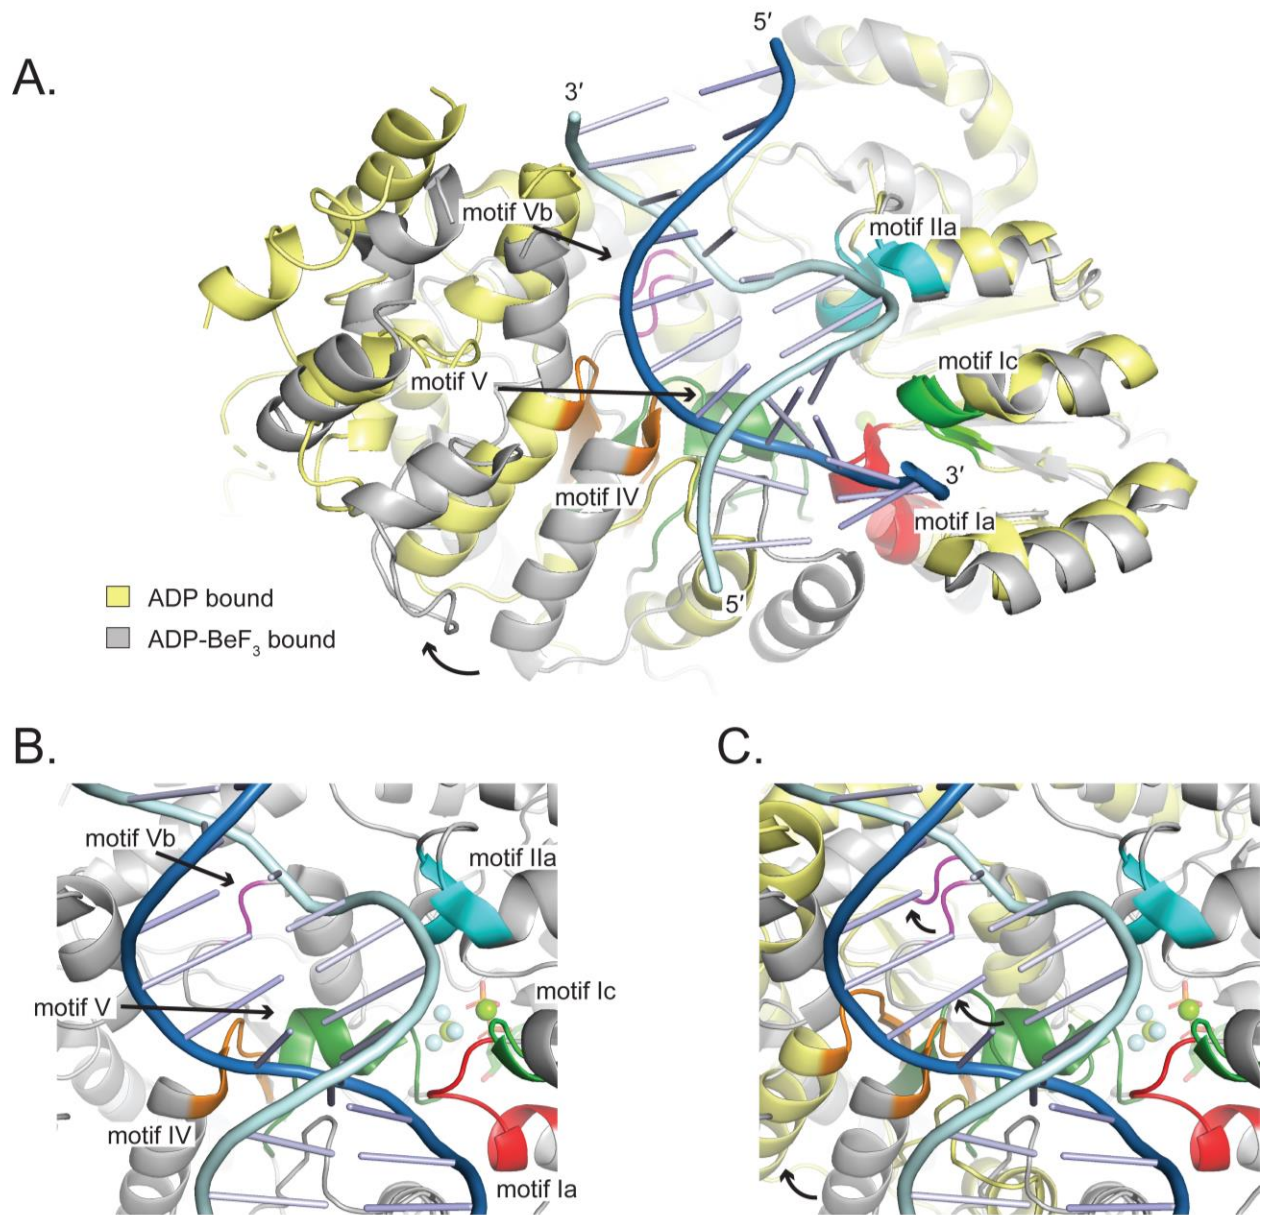 A.
5′
3′
motif Vb
motif IIa
motif Ic
motif V
motif IV
3′
motif Ia
5′
ADP bound
ADP-BeF₃ bound
B.
motif Vb
motif IIa
motif Ic
motif V
motif IV
motif Ia
C.